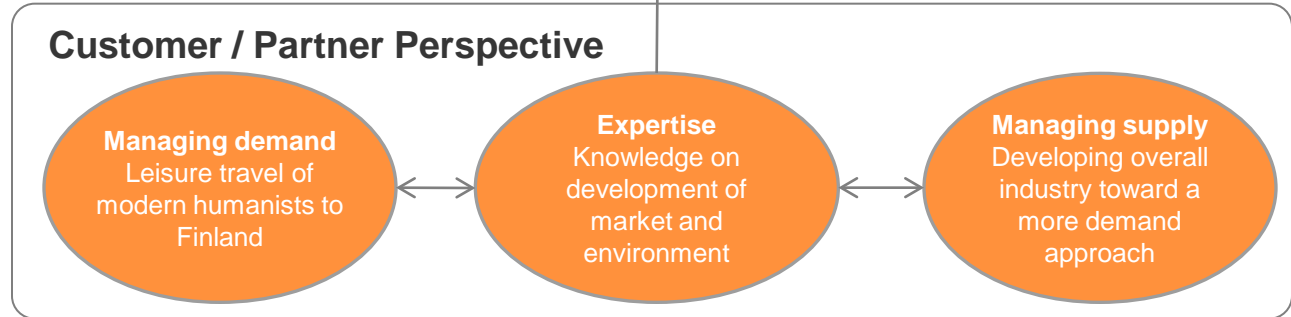 Customer / Partner Perspective
Managing demand
Leisure travel of
modern humanists to
Finland
Expertise
Knowledge on
development of
market and
environment
Managing supply
Developing overall
industry toward a
more demand
approach